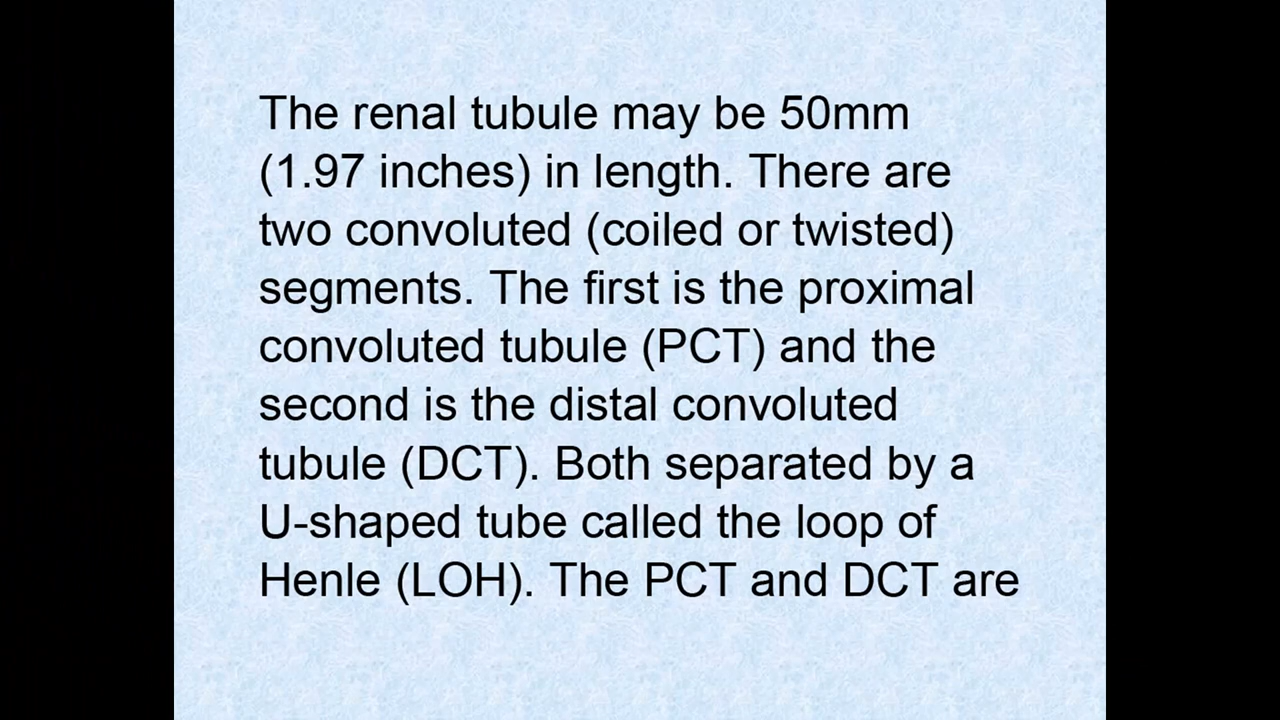 The renal tubule may be 50mm
(1.97 inches) in length. There are
two convoluted (coiled or twisted)
segments. The first is the proximal
convoluted tubule (PCT) and the
second is the distal convoluted
tubule (DCT). Both separated by a
U-shaped tube called the loop of
Henle (LOH). The PCT and DCT are